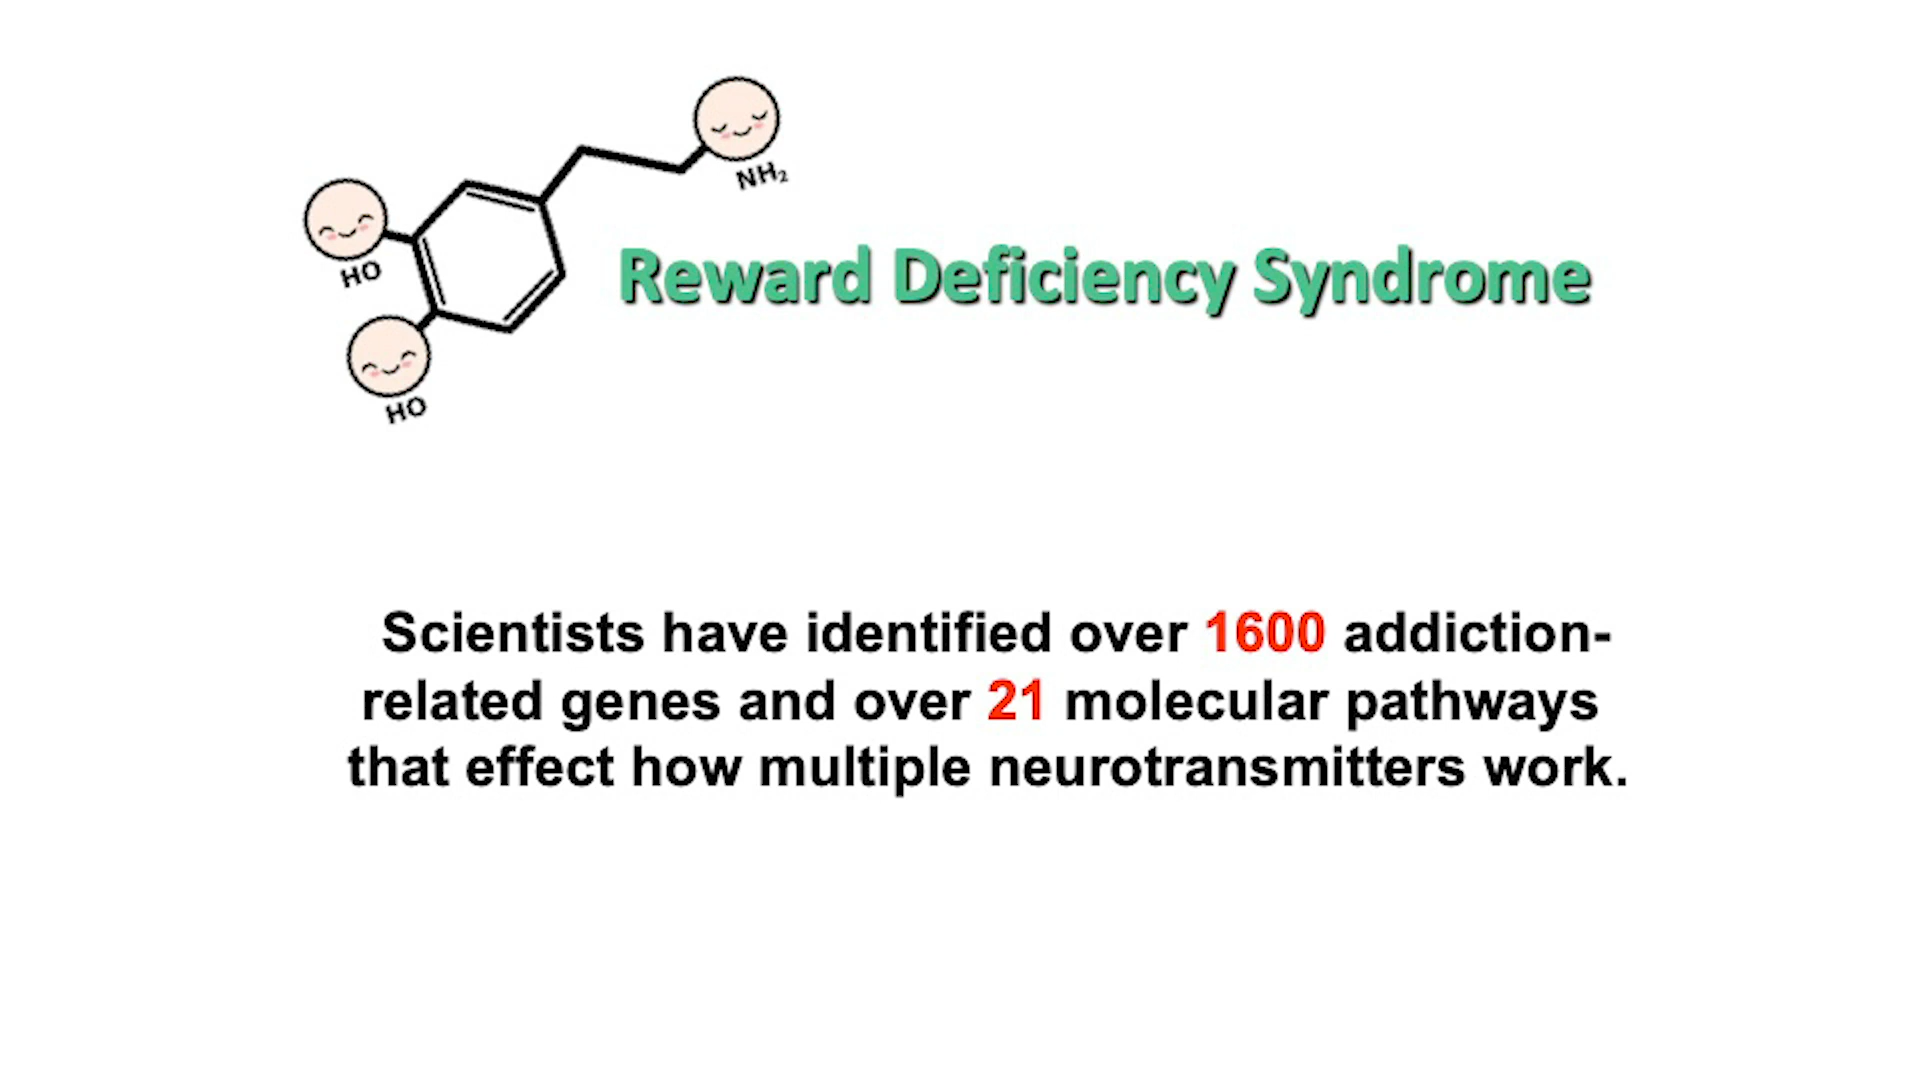 NH₂
HO
HO
Reward Deficiency Syndrome
Scientists have identified over 1600 addiction-
related genes and over 21 molecular pathways
that effect how multiple neurotransmitters work.